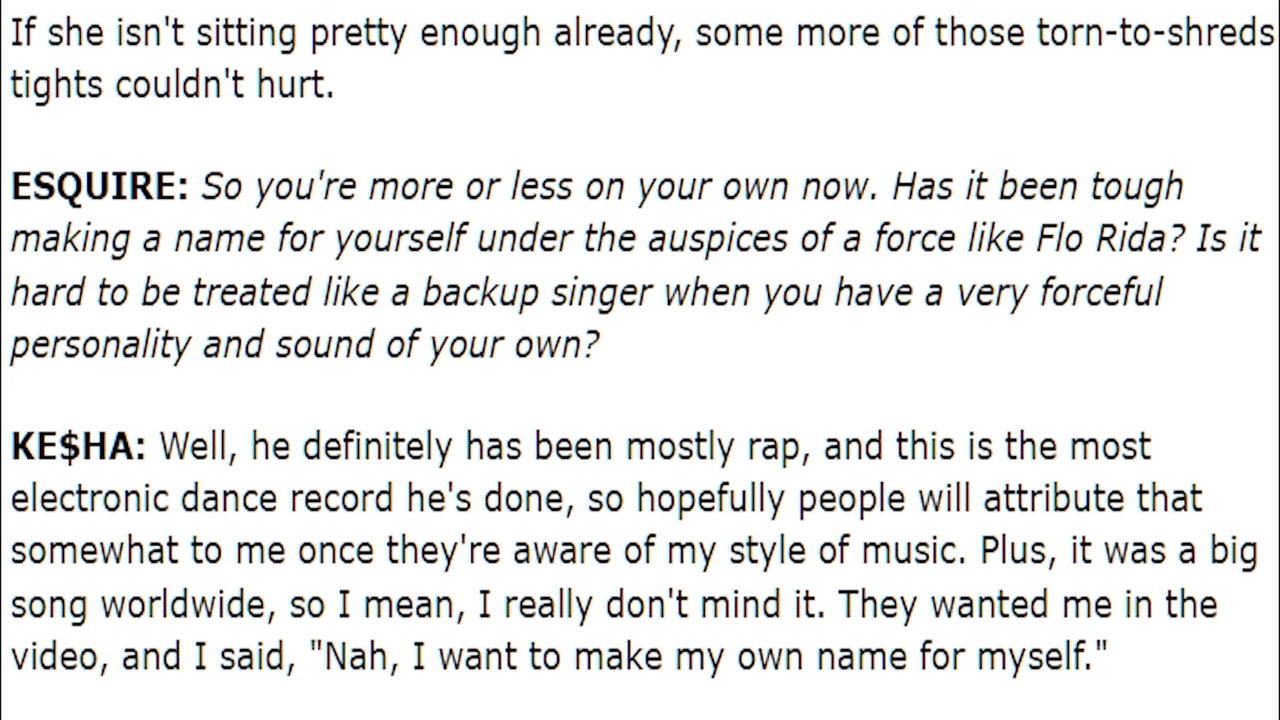 If she isn't sitting pretty enough already, some more of those torn-to-shreds
tights couldn't hurt.
ESQUIRE: So you're more or less on your own now. Has it been tough
making a name for yourself under the auspices of a force like Flo Rida? Is it
hard to be treated like a backup singer when you have a very forceful
personality and sound of your own?
KE$HA: Well, he definitely has been mostly rap, and this is the most
electronic dance record he's done, so hopefully people will attribute that
somewhat to me once they're aware of my style of music. Plus, it was a big
song worldwide, so I mean, I really don't mind it. They wanted me in the
video, and I said, "Nah, I want to make my own name for myself."